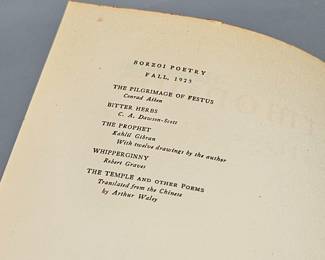 BORZOI POETRY
FALL, 1923
THE PILGRIMAGE OF FESTUS
Conrad Aiken
BITTER HERBS
C. A. Dawson-Scott
THE PROPHET
Kahlil Gibran
With twelve drawings by the author
WHIPPERGINNY
Robert Graves
THE TEMPLE AND OTHER POEMS
Translated from the Chinese
by Arthur Waley